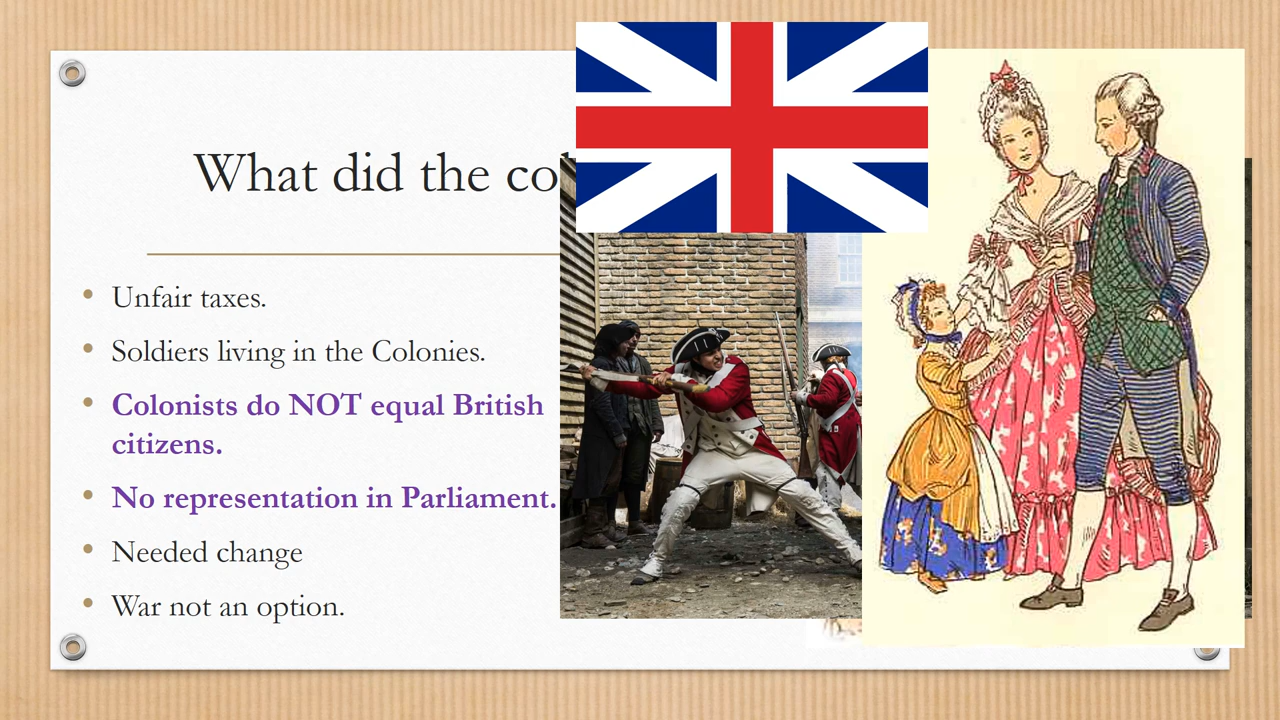 What did the co
Unfair taxes.
Soldiers living in the Colonies.
Colonists do NOT equal British
citizens.
No representation in Parliament.
Needed change
War not an option.